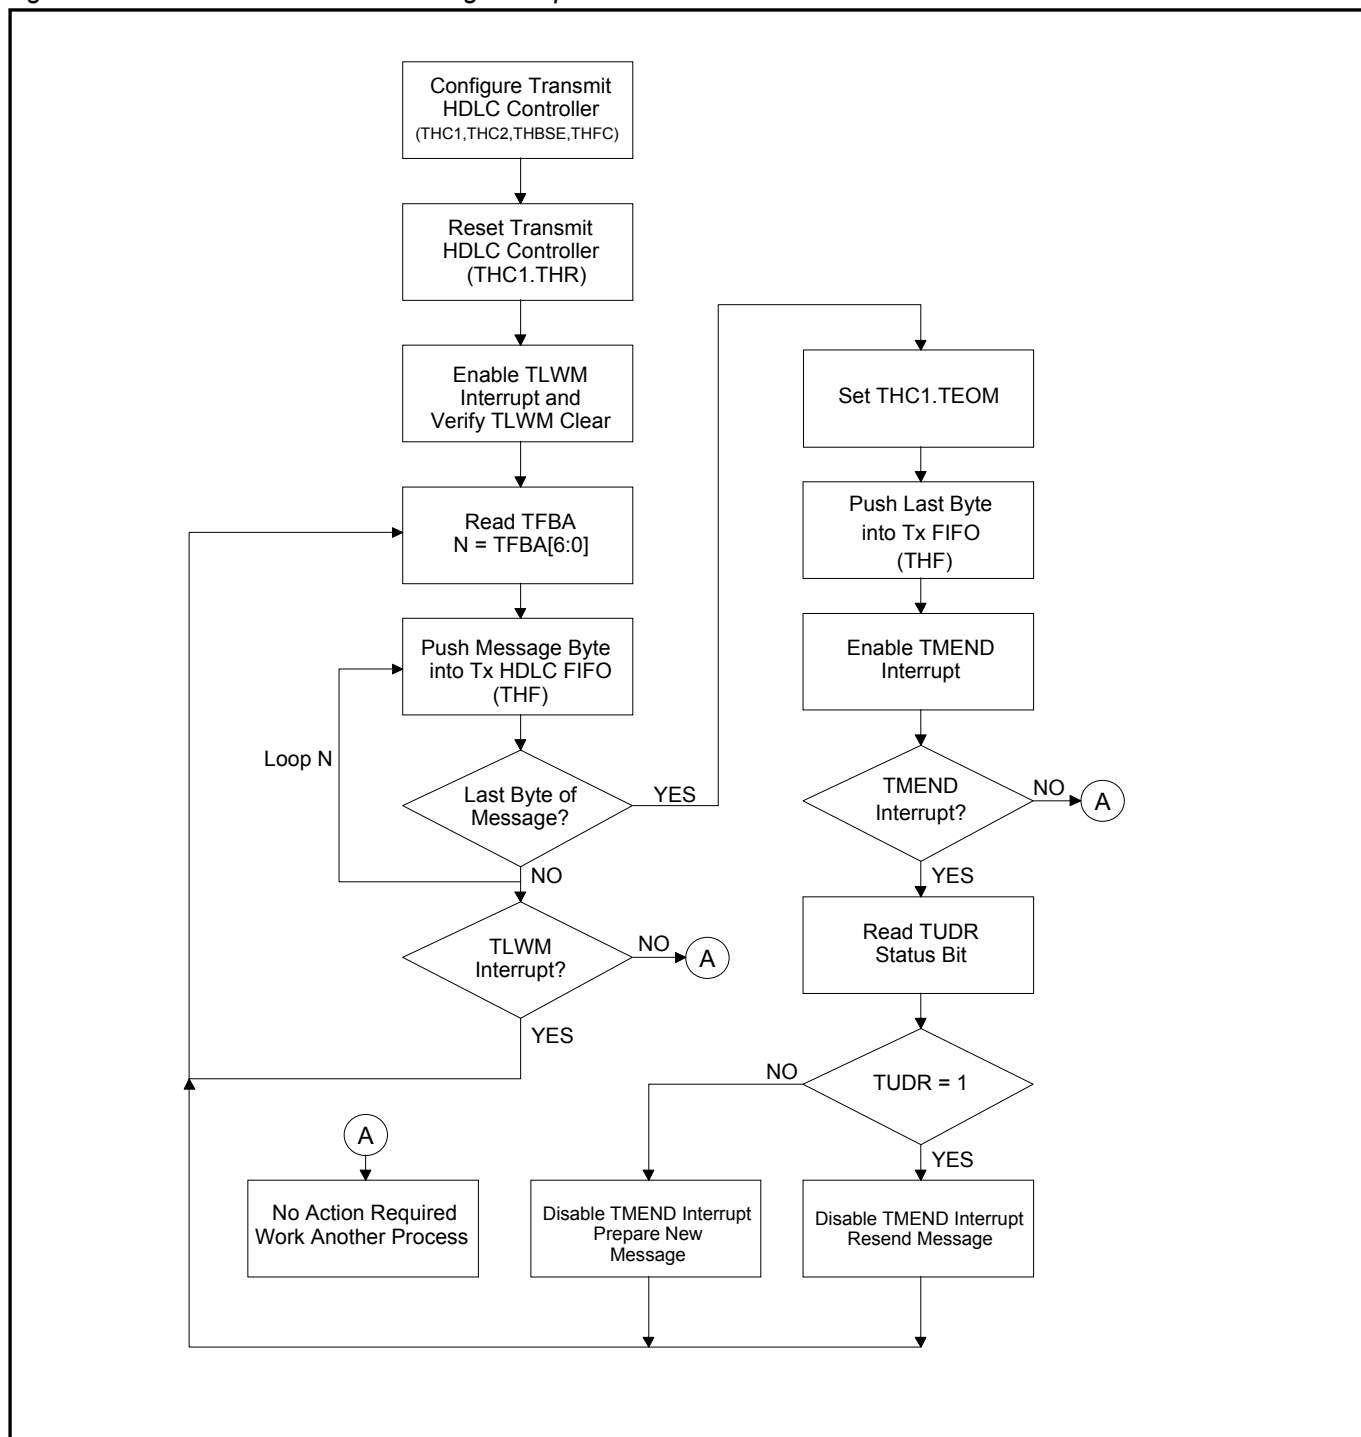 Configure Transmit
HDLC Controller
(THC1,THC2,THBSE,THFC)
Reset Transmit
HDLC Controller
(THC1.THR)
Enable TLWM
Interrupt and
Verify TLWM Clear
Read TFBA
N = TFBA[6:0]
Push Message Byte
into Tx HDLC FIFO
(THF)
Loop N
Last Byte of
Message?
YES
NO
TLWM
Interrupt?
NO
A
YES
Set THC1.TEOM
Push Last Byte
into Tx FIFO
(THF)
Enable TMEND
Interrupt
TMEND
Interrupt?
NO
A
YES
Read TUDR
Status Bit
TUDR = 1
NO
YES
A
No Action Required
Work Another Process
Disable TMEND Interrupt
Prepare New
Message
Disable TMEND Interrupt
Resend Message